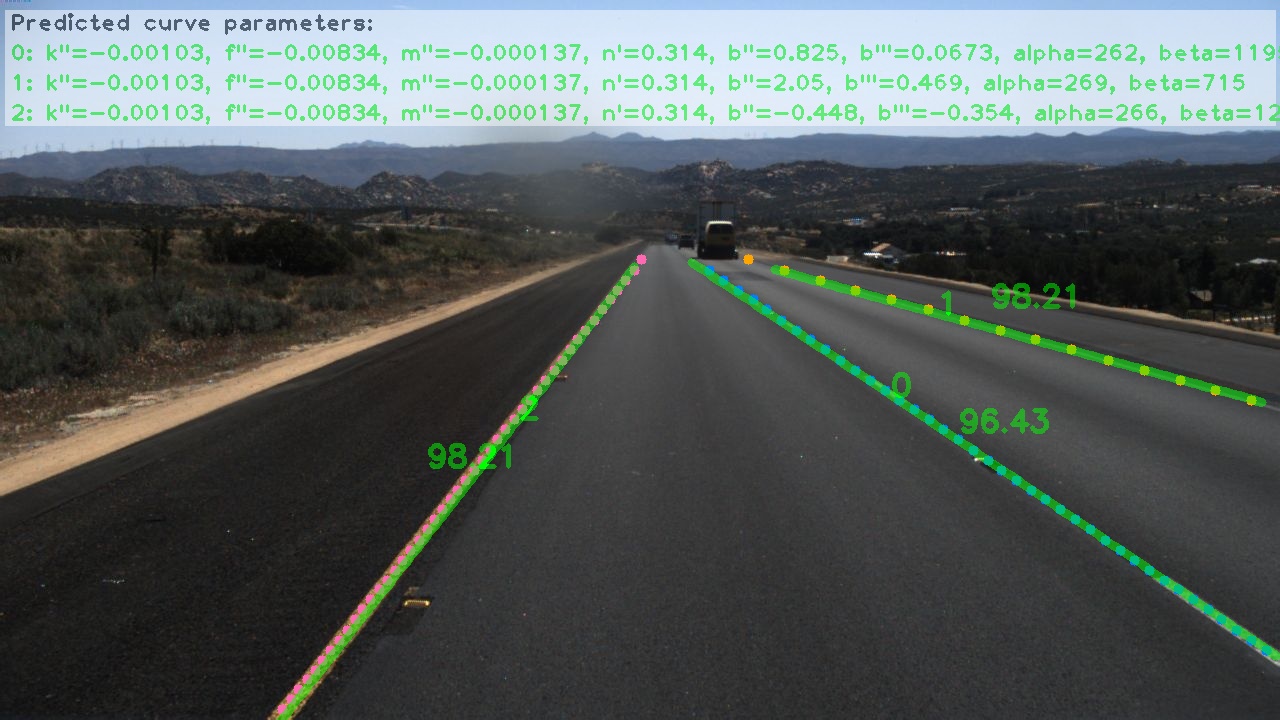 Predicted curve parameters:
0: k''=-0.00103, f''=-0.00834, m''=-0.000137, n'=0.314, b''=0.825, b'''=0.0673, alpha=262, beta=119
1: k''=-0.00103, f''=-0.00834, m''=-0.000137, n'=0.314, b''=2.05, b'''=0.469, alpha=269, beta=715
2: k''=-0.00103, f''=-0.00834, m''=-0.000137, n'=0.314, b''=-0.448, b'''=-0.354, alpha=266, beta=12
1 98.21
0
96.43
2
98.21